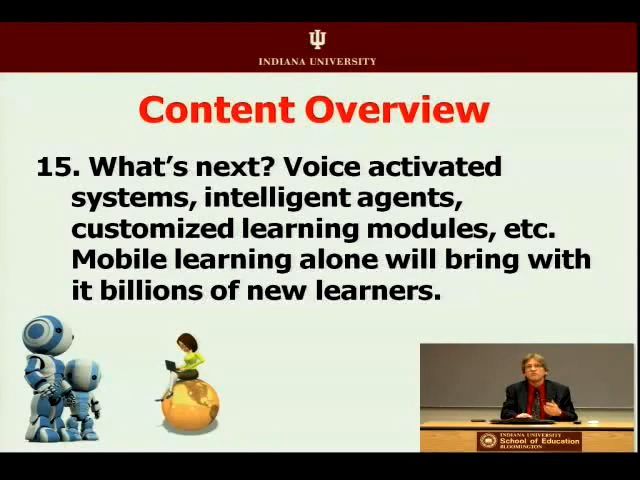 INDIANA UNIVERSITY
Content Overview
15. What's next? Voice activated
systems, intelligent agents,
customized learning modules, etc.
Mobile learning alone will bring with
it billions of new learners.
INDIANA UNIVERSITY
School of Education
BLOOMINGTON